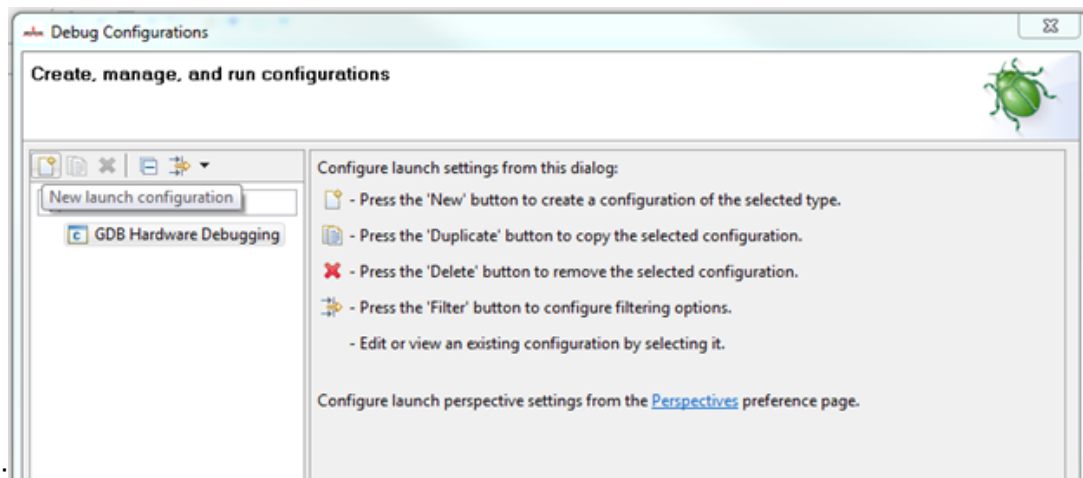 Debug Configurations
Create, manage, and run configurations
New launch configuration
GDB Hardware Debugging
Configure launch settings from this dialog:
- Press the 'New' button to create a configuration of the selected type.
- Press the 'Duplicate' button to copy the selected configuration.
- Press the 'Delete' button to remove the selected configuration.
- Press the 'Filter' button to configure filtering options.
- Edit or view an existing configuration by selecting it.
Configure launch perspective settings from the Perspectives preference page.
.